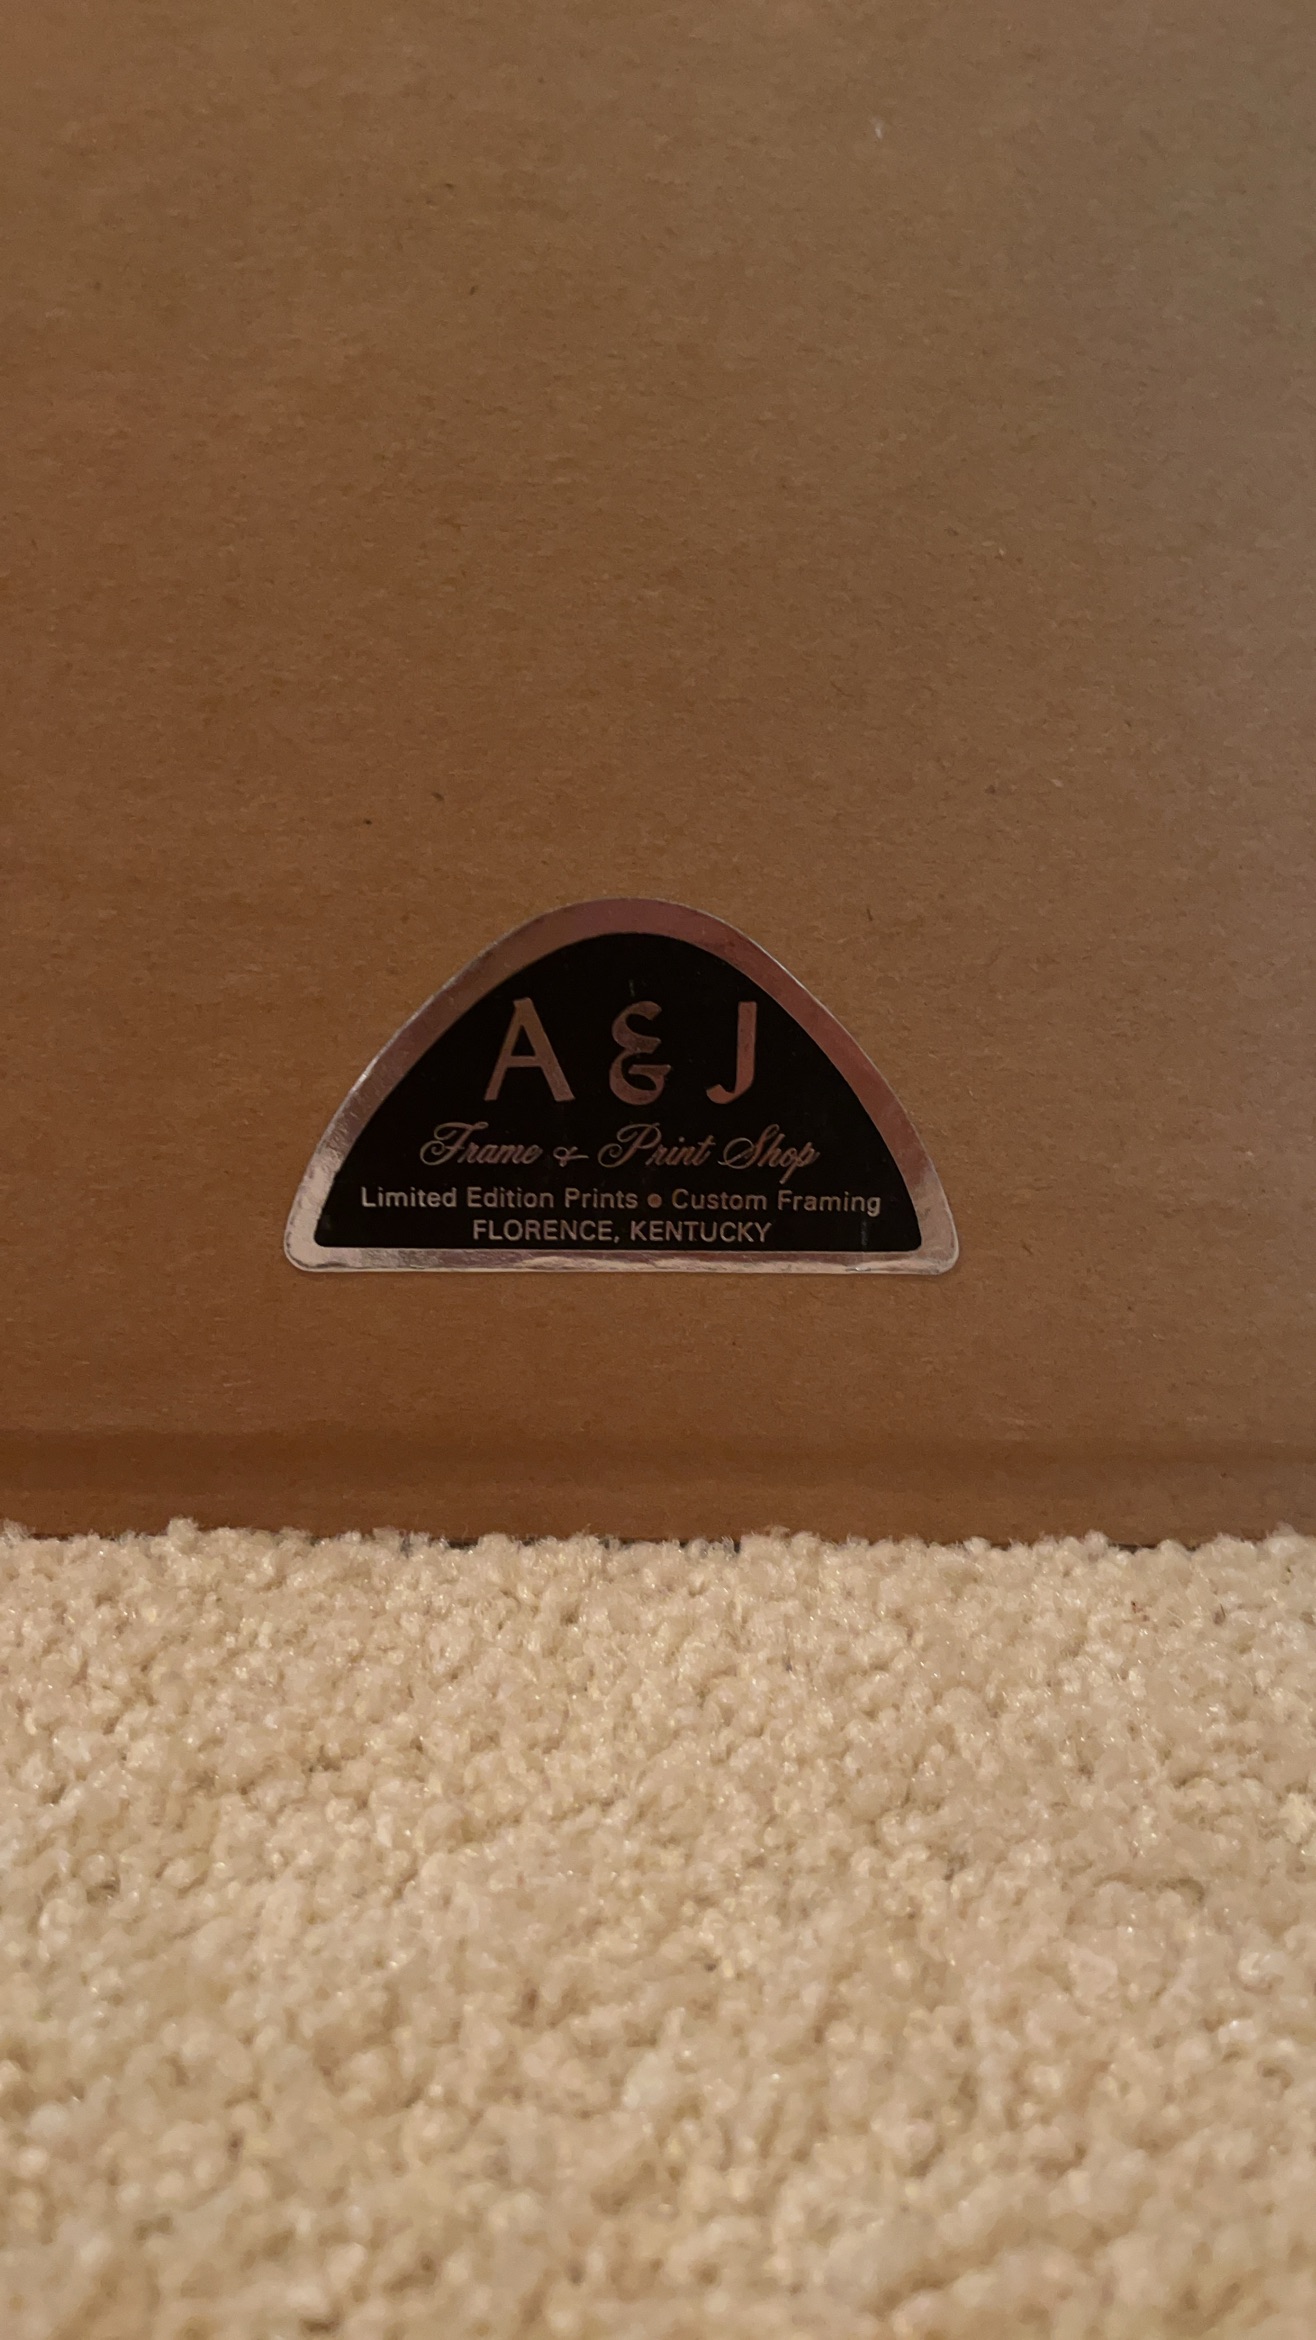 A & J
Frame & Print Shop
Limited Edition Prints • Custom Framing
FLORENCE, KENTUCKY